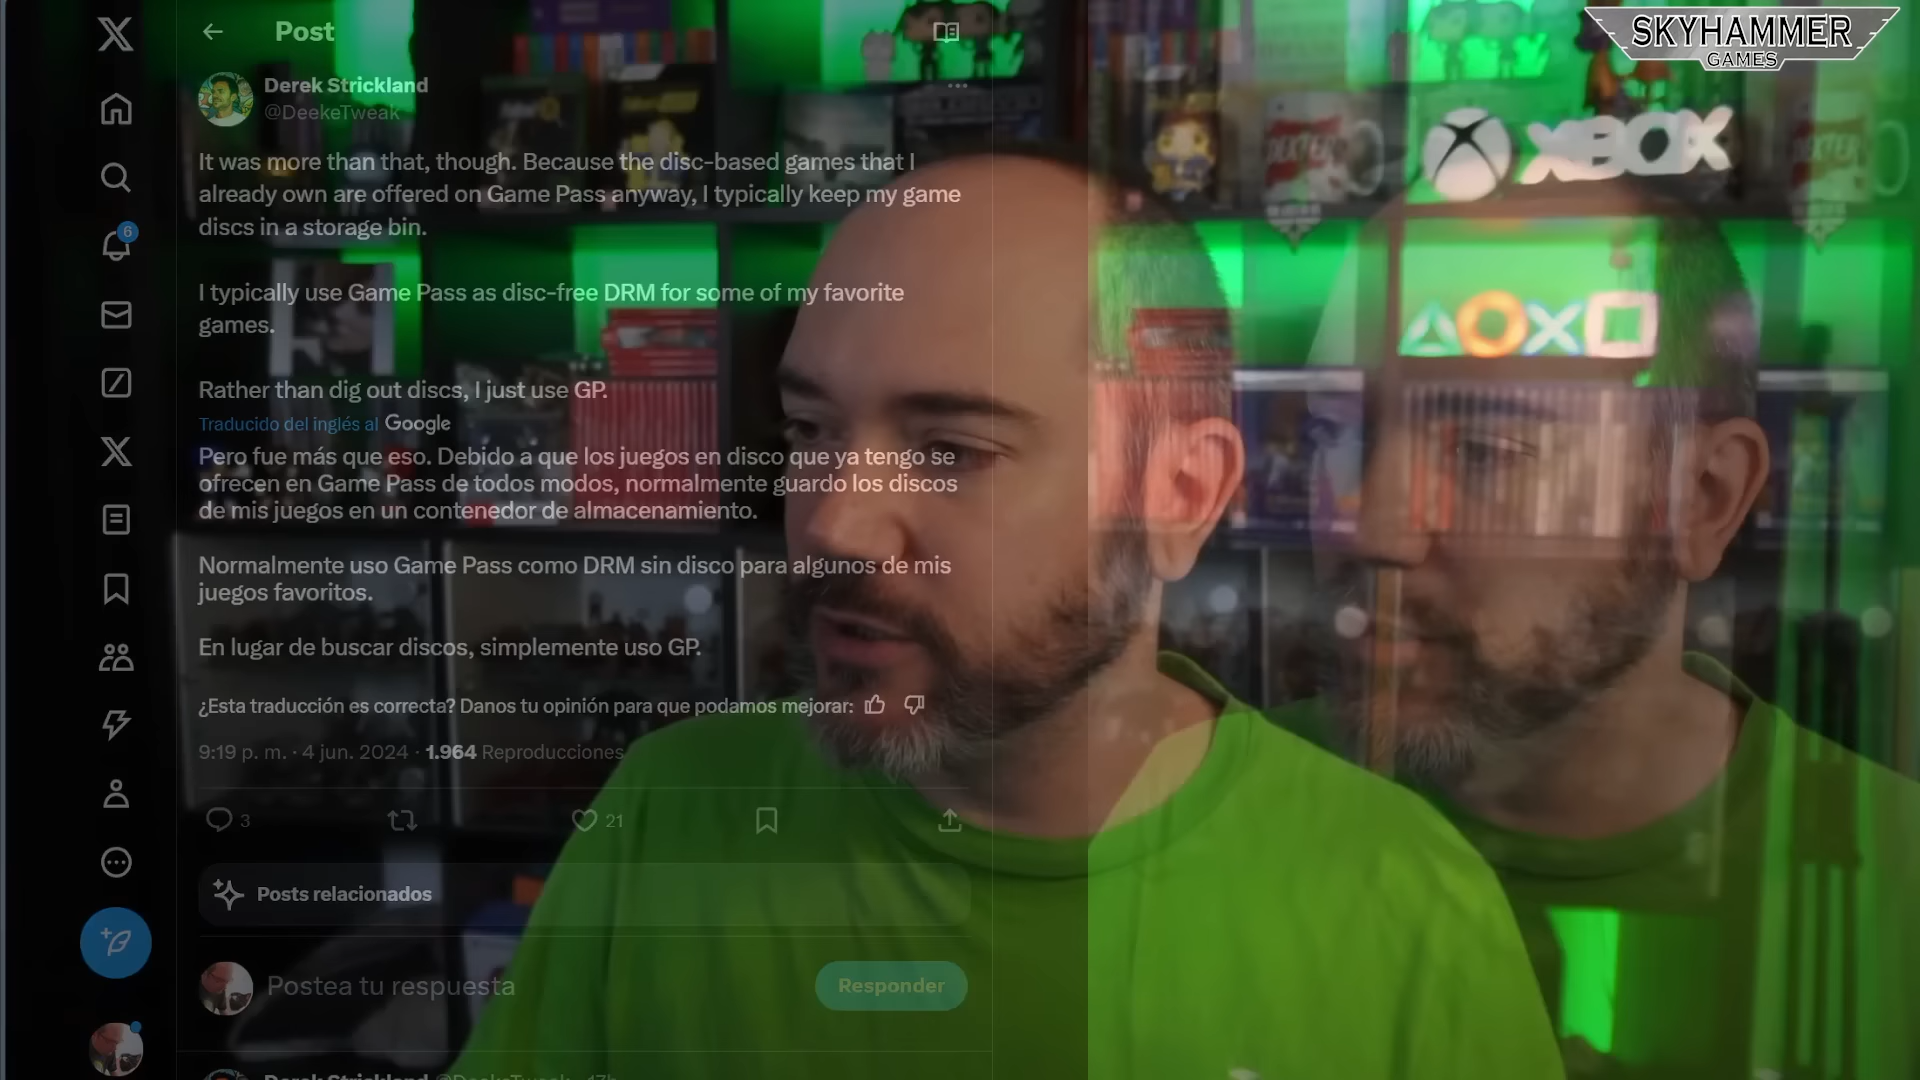 Post
Derek Strickland
@DeekeTweak
It was more than that, though. Because the disc-based games that I
already own are offered on Game Pass anyway, I typically keep my game
discs in a storage bin.
I typically use Game Pass as disc-free DRM for some of my favorite
games.
Rather than dig out discs, I just use GP.
Traducido del inglés al Google
Pero fue más que eso. Debido a que los juegos en disco que ya tengo se
ofrecen en Game Pass de todos modos, normalmente guardo los discos
de mis juegos en un contenedor de almacenamiento.
Normalmente uso Game Pass como DRM sin disco para algunos de mis
juegos favoritos.
En lugar de buscar discos, simplemente uso GP.
¿Esta traducción es correcta? Danos tu opinión para que podamos mejorar:
9:19 p. m. · 4 jun. 2024 · 1.964 Reproducciones
3
21
Posts relacionados
Postea tu respuesta
Responder
Derek Strickland @DeekeTweak · 17h
6
SKYHAMMER
GAMES
XBOX
DEXTER
DEXTER